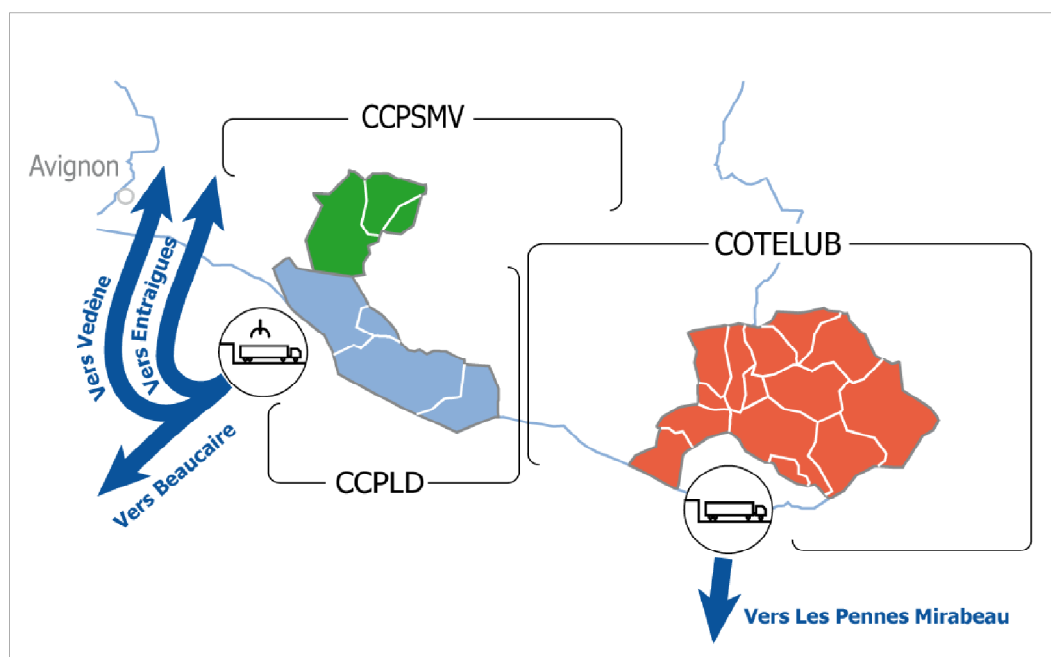 CCPSMV
Avignon
COTELUB
Vers Vedène
Vers Entraigues
Vers Beaucaire
CCPLD
Vers Les Pennes Mirabeau